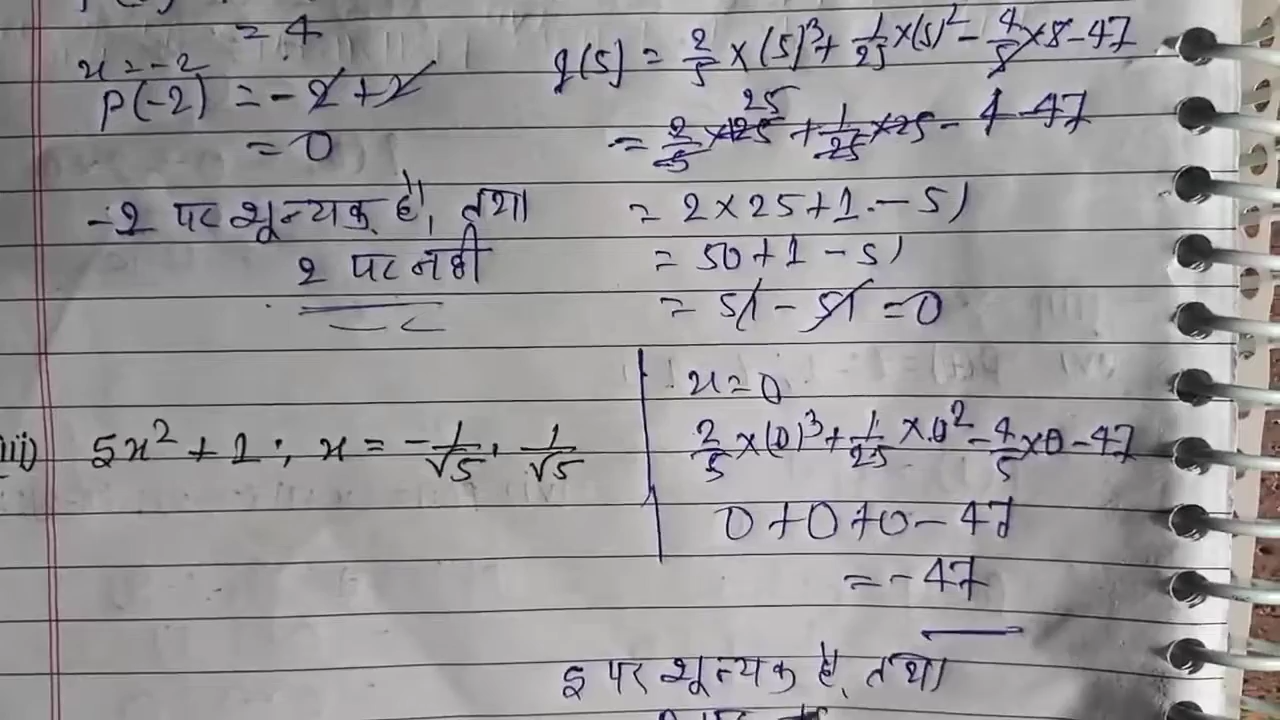 = 4
x = -2
p(-2) = -2 + 2
= 0
-2 पर शून्यक है, तथा
2 पर नही
g(5) = 2/5 × (5)³ + 1/25 × (5)² - 4/5 × 5 - 47
= 2/5 × 125 + 1/25 × 25 - 4 - 47
25
= 2 × 25 + 1 - 51
= 50 + 1 - 51
= 51 - 51 = 0
iii) 5x² + 1 ; x = -1/√5, 1/√5
x = 0
2/5 × (0)³ + 1/25 × 0² - 4/5 × 0 - 47
0 + 0 + 0 - 47
= -47
5 पर शून्यक है, तथा